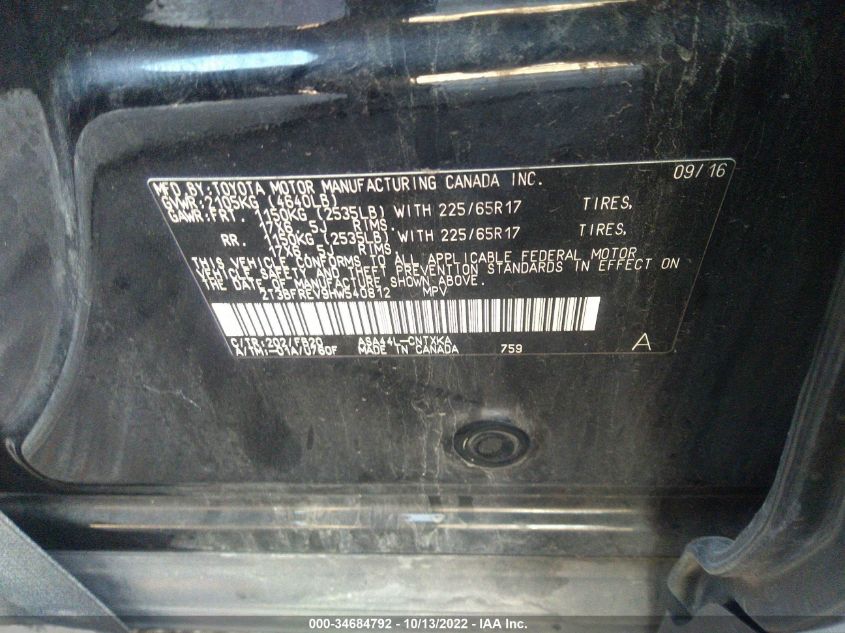 MFD. BY: TOYOTA MOTOR MANUFACTURING CANADA INC. 09/16
GVWR: 2105KG (4640LB)
GAWR: FRT. 1150KG (2535LB) WITH 225/65R17 TIRES,
17X6. 5J RIMS,
RR. 1150KG (2535LB) WITH 225/65R17 TIRES,
17X6. 5J RIMS.
THIS VEHICLE CONFORMS TO ALL APPLICABLE FEDERAL MOTOR
VEHICLE SAFETY AND THEFT PREVENTION STANDARDS IN EFFECT ON
THE DATE OF MANUFACTURE SHOWN ABOVE.
2T3BFREV9HW540812 MPV
C/TR: 202/FB20 ASA44L-CNTXKA
A/TM: -01A/U760F MADE IN CANADA 759 A
000-34684792 - 10/13/2022 - IAA Inc.